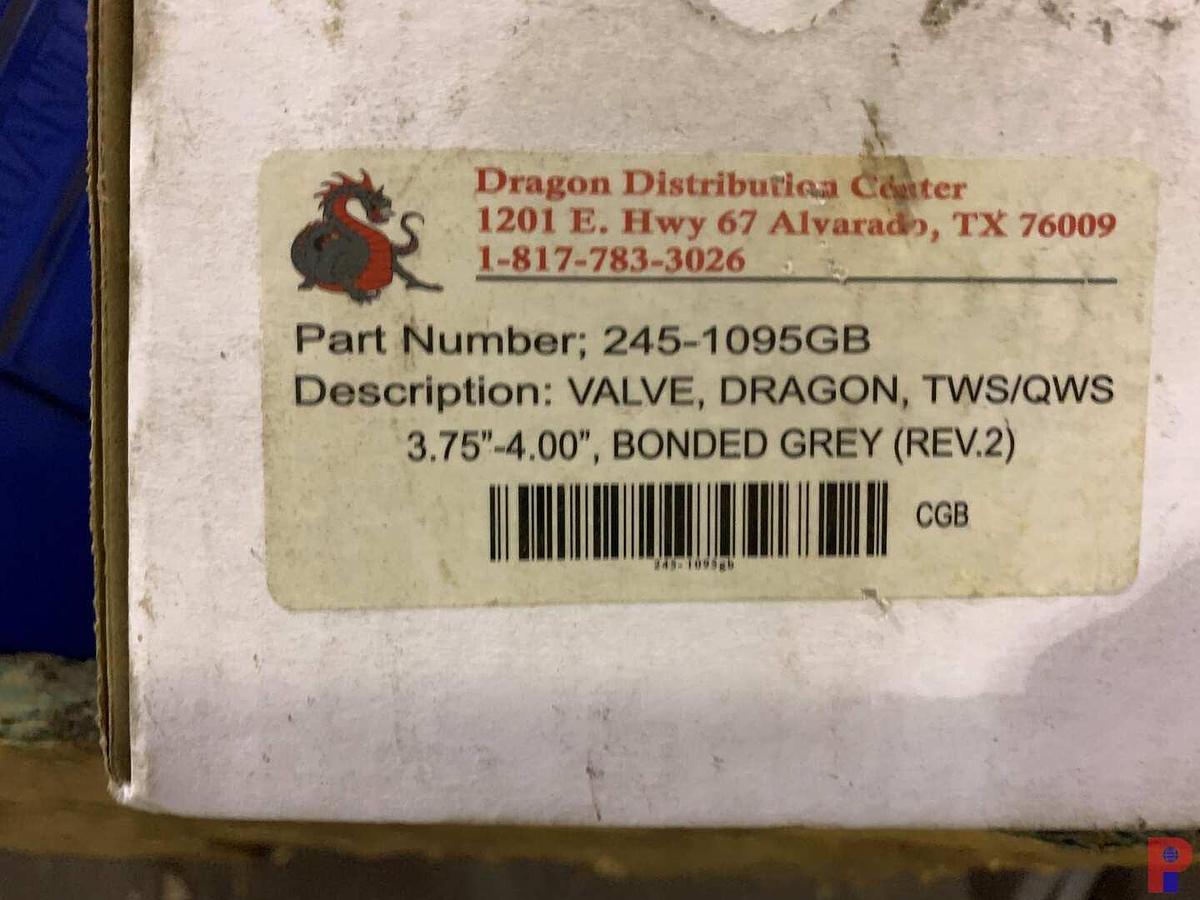 Dragon Distribution Center
1201 E. Hwy 67 Alvarado, TX 76009
1-817-783-3026
Part Number; 245-1095GB
Description: VALVE, DRAGON, TWS/QWS
3.75"-4.00", BONDED GREY (REV.2)
CGB
245-1095gb